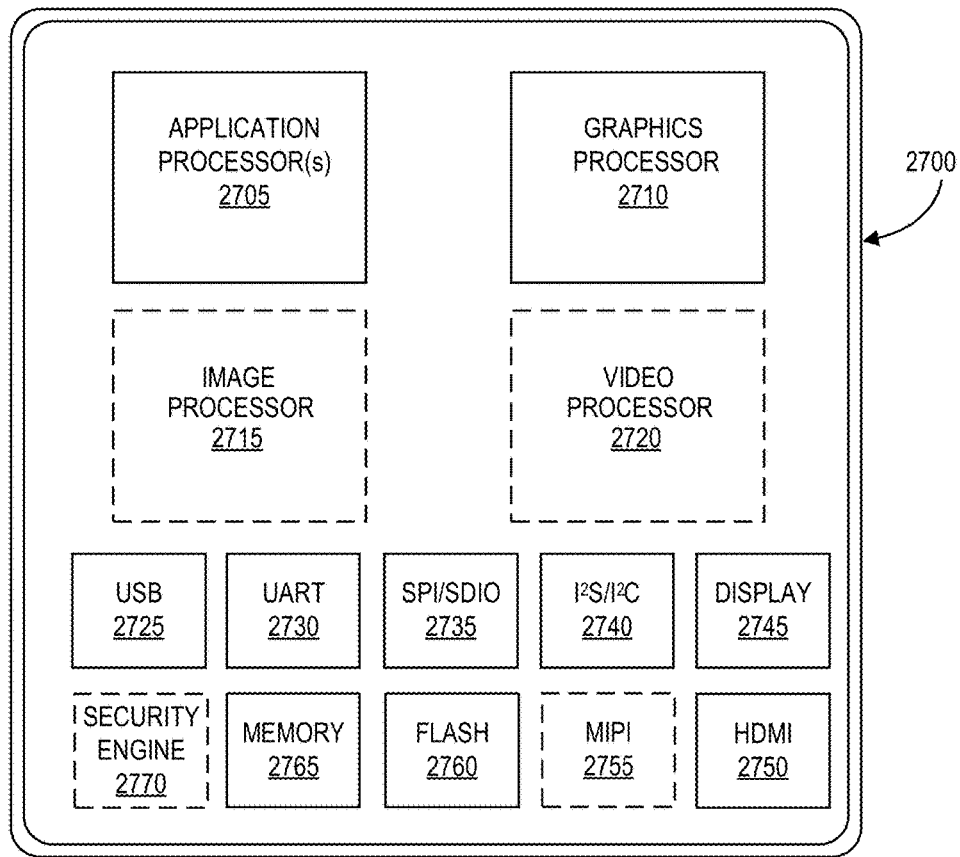 APPLICATION
PROCESSOR(s)
2705
GRAPHICS
PROCESSOR
2710
2700
IMAGE
PROCESSOR
2715
VIDEO
PROCESSOR
2720
USB
2725
UART
2730
SPI/SDIO
2735
I²S/I²C
2740
DISPLAY
2745
SECURITY
ENGINE
2770
MEMORY
2765
FLASH
2760
MIPI
2755
HDMI
2750